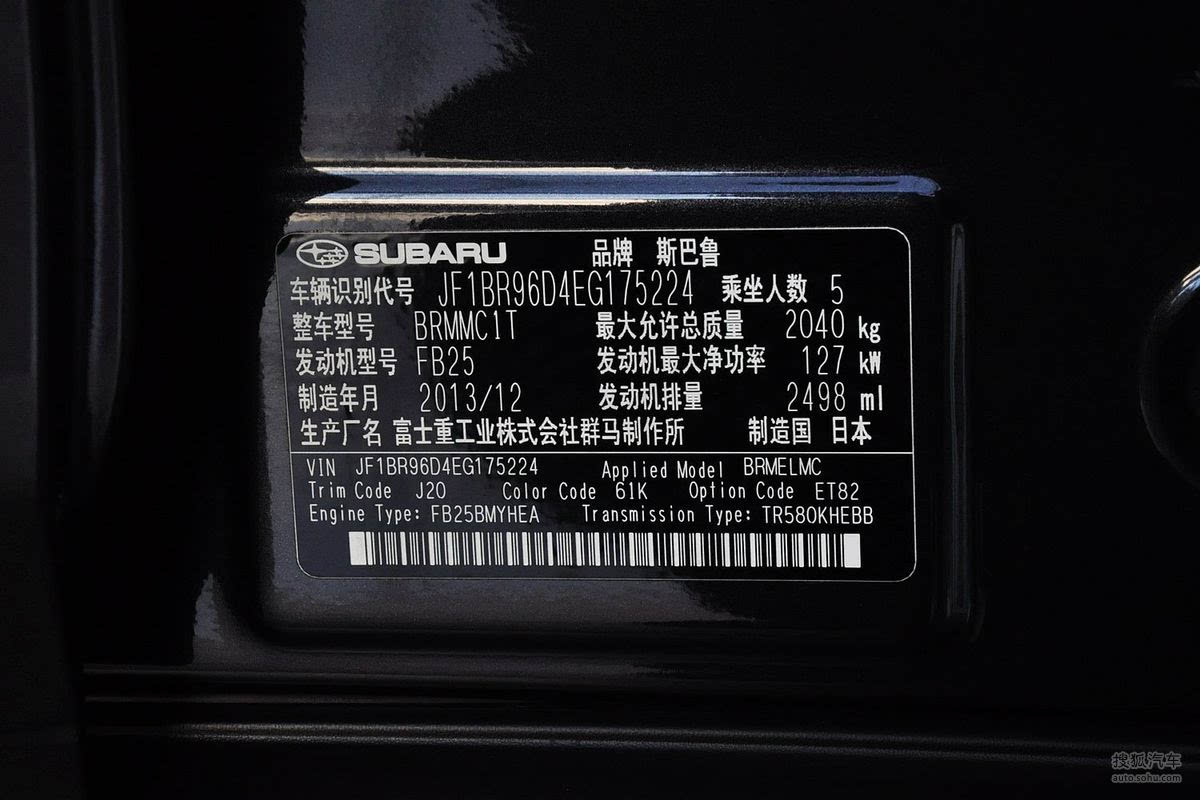 SUBARU 品牌 斯巴鲁
车辆识别代号 JF1BR96D4EG175224 乘坐人数 5
整车型号 BRMMC1T 最大允许总质量 2040 kg
发动机型号 FB25 发动机最大净功率 127 kW
制造年月 2013/12 发动机排量 2498 ml
生产厂名 富士重工业株式会社群马制作所 制造国 日本
VIN JF1BR96D4EG175224 Applied Model BRMELMC
Trim Code J20 Color Code 61K Option Code ET82
Engine Type: FB25BMYHEA Transmission Type: TR580KHEBB
搜狐汽车
auto.sohu.com